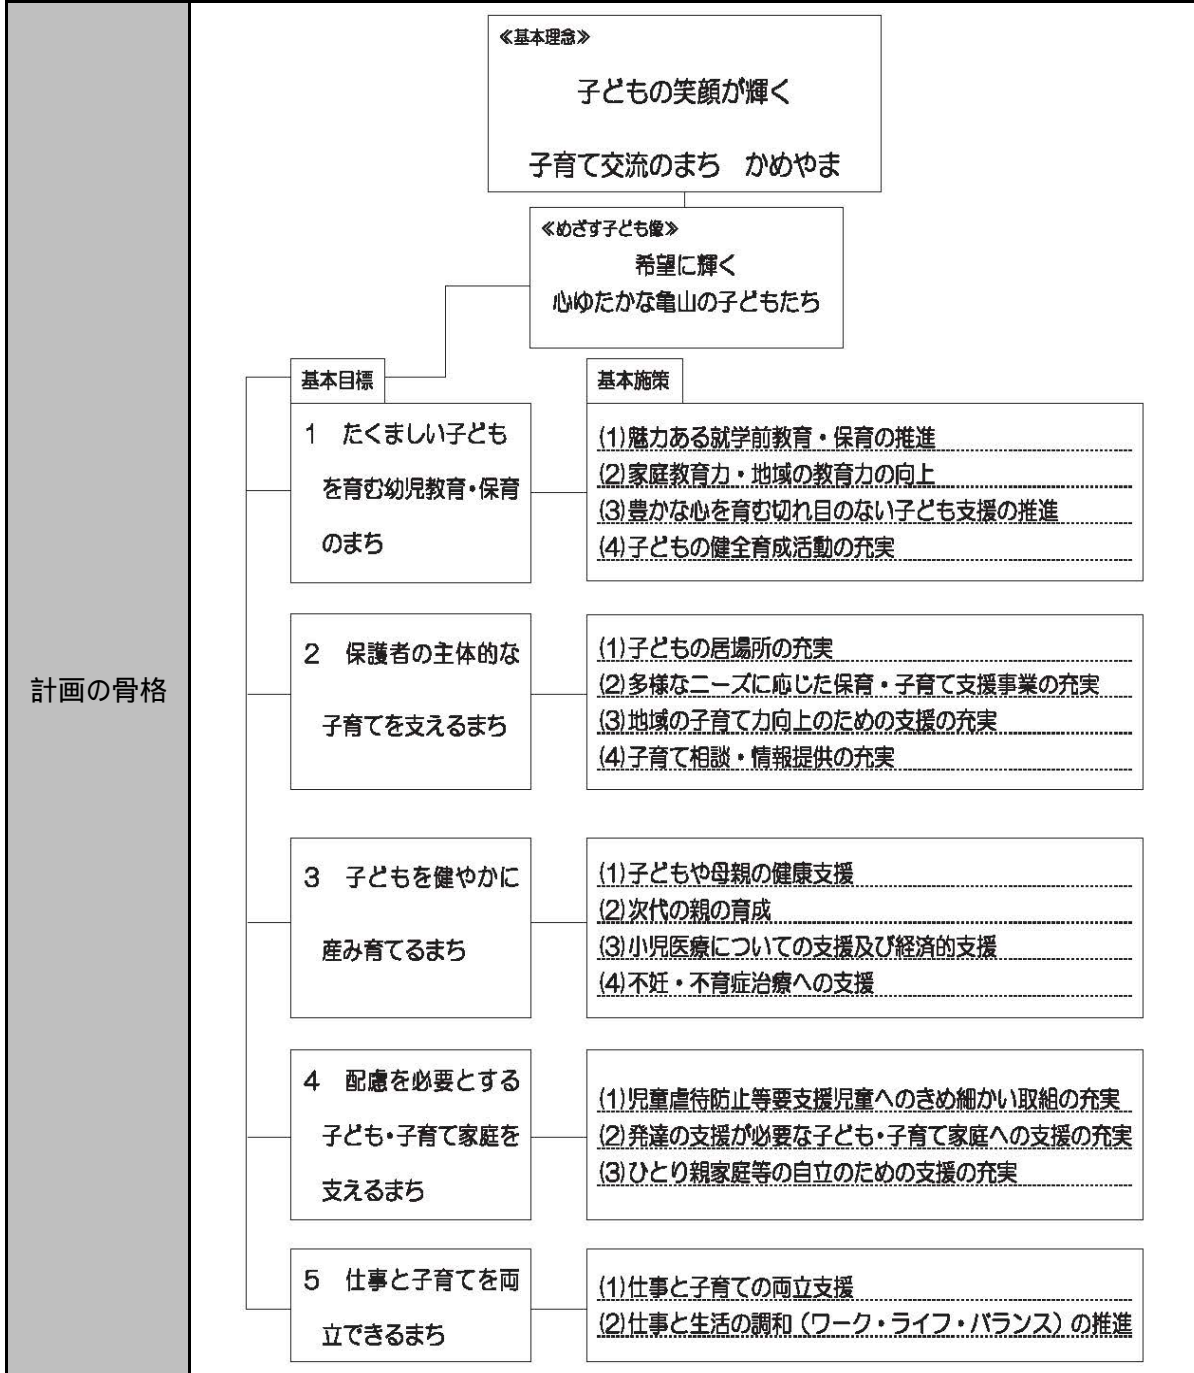 計画の骨格
≪基本理念≫
子どもの笑顔が輝く
子育て交流のまち　かめやま
≪めざす子ども像≫
希望に輝く
心ゆたかな亀山の子どもたち
基本目標
基本施策
1　たくましい子ども
を育む幼児教育・保育
のまち
(1)魅力ある就学前教育・保育の推進
(2)家庭教育力・地域の教育力の向上
(3)豊かな心を育む切れ目のない子ども支援の推進
(4)子どもの健全育成活動の充実
2　保護者の主体的な
子育てを支えるまち
(1)子どもの居場所の充実
(2)多様なニーズに応じた保育・子育て支援事業の充実
(3)地域の子育て力向上のための支援の充実
(4)子育て相談・情報提供の充実
3　子どもを健やかに
産み育てるまち
(1)子どもや母親の健康支援
(2)次代の親の育成
(3)小児医療についての支援及び経済的支援
(4)不妊・不育症治療への支援
4　配慮を必要とする
子ども・子育て家庭を
支えるまち
(1)児童虐待防止等要支援児童へのきめ細かい取組の充実
(2)発達の支援が必要な子ども・子育て家庭への支援の充実
(3)ひとり親家庭等の自立のための支援の充実
5　仕事と子育てを両
立できるまち
(1)仕事と子育ての両立支援
(2)仕事と生活の調和（ワーク・ライフ・バランス）の推進